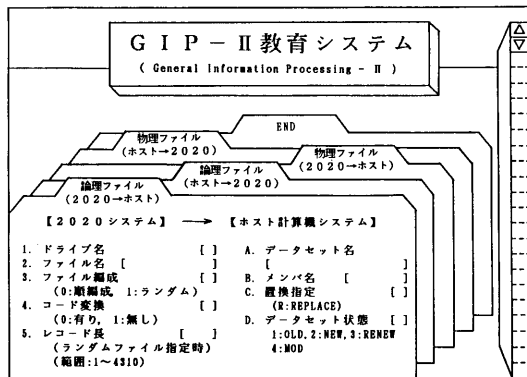 GIP-Ⅱ教育システム
( General Information Processing - Ⅱ )
END
物理ファイル
(ホスト→2020)
物理ファイル
(2020→ホスト)
論理ファイル
(ホスト→2020)
論理ファイル
(2020→ホスト)
【2020システム】 → 【ホスト計算機システム】
1. ドライブ名 [ ]
2. ファイル名 [ ]
3. ファイル編成 [ ]
(0:順編成, 1:ランダム)
4. コード変換 [ ]
(0:有り, 1:無し)
5. レコード長 [ ]
(ランダムファイル指定時)
(範囲:1~4310)
A. データセット名
[ ]
B. メンバ名 [ ]
C. 置換指定 [ ]
(R:REPLACE)
D. データセット状態 [ ]
1:OLD, 2:NEW, 3:RENEW
4:MOD